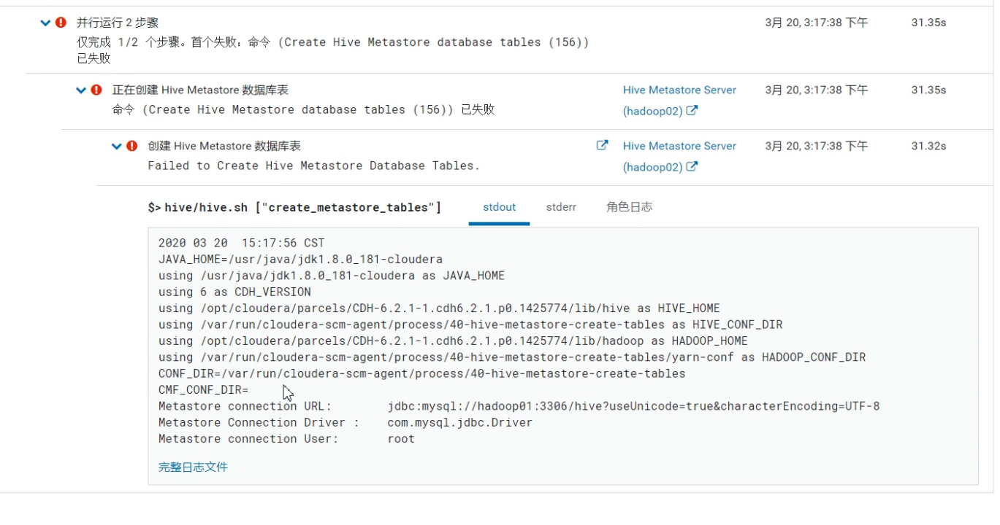 并行运行 2 步骤
3月 20, 3:17:38 下午
31.35s
仅完成 1/2 个步骤。首个失败：命令 (Create Hive Metastore database tables (156))
已失败
正在创建 Hive Metastore 数据库表
Hive Metastore Server
3月 20, 3:17:38 下午
31.35s
命令 (Create Hive Metastore database tables (156)) 已失败
(hadoop02)
创建 Hive Metastore 数据库表
Hive Metastore Server
3月 20, 3:17:38 下午
31.32s
Failed to Create Hive Metastore Database Tables.
(hadoop02)
$> hive/hive.sh ["create_metastore_tables"]
stdout
stderr
角色日志
2020 03 20  15:17:56 CST
JAVA_HOME=/usr/java/jdk1.8.0_181-cloudera
using /usr/java/jdk1.8.0_181-cloudera as JAVA_HOME
using 6 as CDH_VERSION
using /opt/cloudera/parcels/CDH-6.2.1-1.cdh6.2.1.p0.1425774/lib/hive as HIVE_HOME
using /var/run/cloudera-scm-agent/process/40-hive-metastore-create-tables as HIVE_CONF_DIR
using /opt/cloudera/parcels/CDH-6.2.1-1.cdh6.2.1.p0.1425774/lib/hadoop as HADOOP_HOME
using /var/run/cloudera-scm-agent/process/40-hive-metastore-create-tables/yarn-conf as HADOOP_CONF_DIR
CONF_DIR=/var/run/cloudera-scm-agent/process/40-hive-metastore-create-tables
CMF_CONF_DIR=
Metastore connection URL: jdbc:mysql://hadoop01:3306/hive?useUnicode=true&characterEncoding=UTF-8
Metastore Connection Driver : com.mysql.jdbc.Driver
Metastore connection User: root
完整日志文件